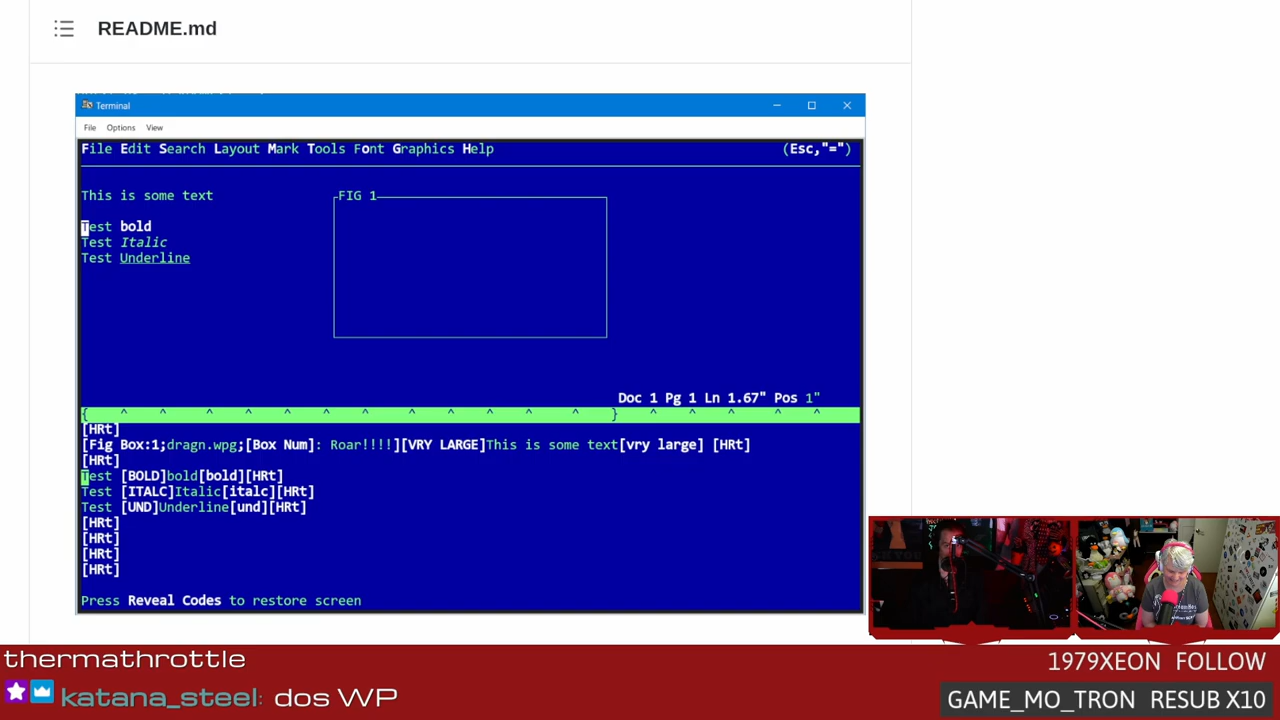 README.md
Terminal
File Options View
File Edit Search Layout Mark Tools Font Graphics Help (Esc,"=")
This is some text
FIG 1
Test bold
Test Italic
Test Underline
Doc 1 Pg 1 Ln 1.67" Pos 1"
{ ^ ^ ^ ^ ^ ^ ^ ^ ^ ^ ^ ^ } ^ ^ ^ ^ ^
[HRt]
[Fig Box:1;dragn.wpg;[Box Num]: Roar!!!!][VRY LARGE]This is some text[vry large] [HRt]
[HRt]
Test [BOLD]bold[bold][HRt]
Test [ITALC]Italic[italc][HRt]
Test [UND]Underline[und][HRt]
[HRt]
[HRt]
[HRt]
[HRt]
Press Reveal Codes to restore screen
thermathrottle
katana_steel: dos WP
1979XEON FOLLOW
GAME_MO_TRON RESUB X10